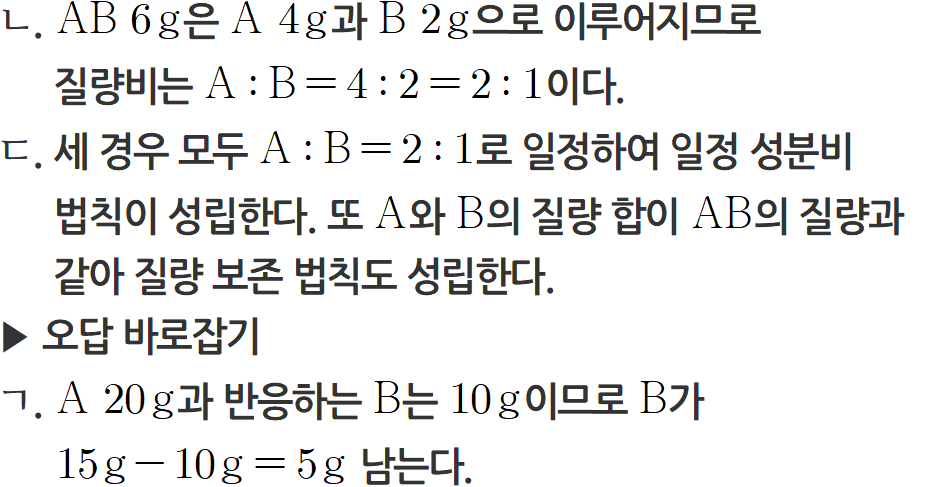 ㄴ. AB 6 g은 A 4 g과 B 2 g으로 이루어지므로
질량비는 A : B = 4 : 2 = 2 : 1이다.
ㄷ. 세 경우 모두 A : B = 2 : 1로 일정하여 일정 성분비
법칙이 성립한다. 또 A와 B의 질량 합이 AB의 질량과
같아 질량 보존 법칙도 성립한다.
▶ 오답 바로잡기
ㄱ. A 20 g과 반응하는 B는 10 g이므로 B가
15 g - 10 g = 5 g 남는다.